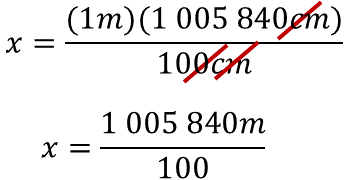 x = (1m)(1 005 840cm) / 100cm
x = 1 005 840m / 100